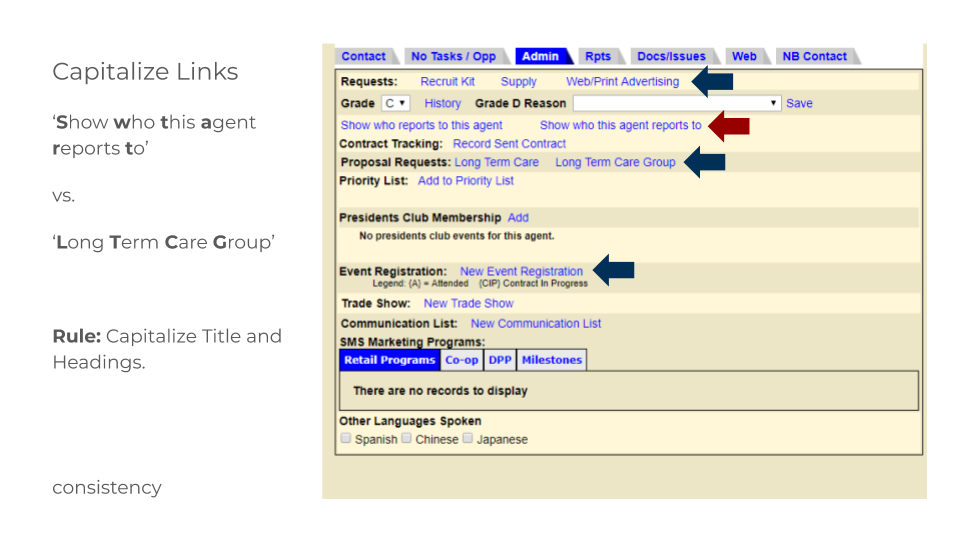 Capitalize Links
‘Show who this agent
reports to’
vs.
‘Long Term Care Group’
Rule: Capitalize Title and
Headings.
consistency
Contact No Tasks / Opp Admin Rpts Docs/Issues Web NB Contact
Requests: Recruit Kit Supply Web/Print Advertising
Grade C History Grade D Reason Save
Show who reports to this agent Show who this agent reports to
Contract Tracking: Record Sent Contract
Proposal Requests: Long Term Care Long Term Care Group
Priority List: Add to Priority List
Presidents Club Membership Add
No presidents club events for this agent.
Event Registration: New Event Registration
Legend: (A) = Attended (CIP) Contract In Progress
Trade Show: New Trade Show
Communication List: New Communication List
SMS Marketing Programs:
Retail Programs Co-op DPP Milestones
There are no records to display
Other Languages Spoken
Spanish Chinese Japanese